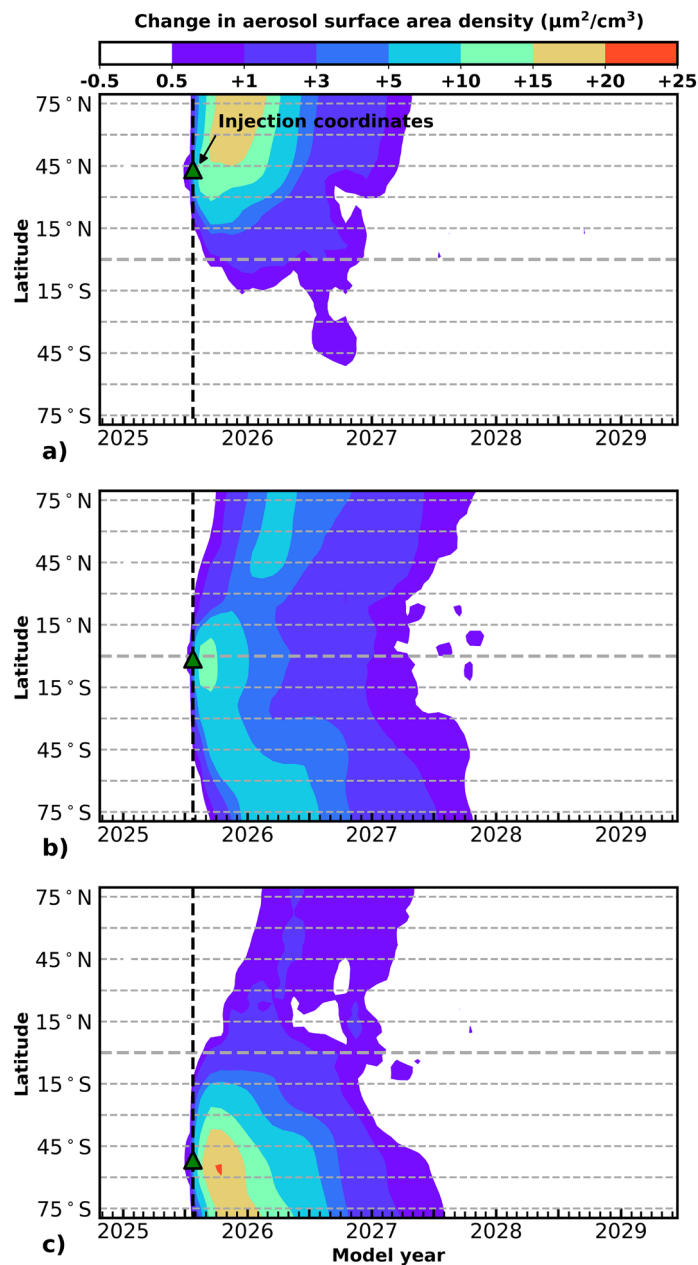 Change in aerosol surface area density (μm²/cm³)
-0.5 0.5 +1 +3 +5 +10 +15 +20 +25
75°N
Injection coordinates
45°N
15°N
Latitude
15°S
45°S
75°S
2025 2026 2027 2028 2029
a)
75°N
45°N
15°N
Latitude
15°S
45°S
75°S
2025 2026 2027 2028 2029
b)
75°N
45°N
15°N
Latitude
15°S
45°S
75°S
2025 2026 2027 2028 2029
c)
Model year